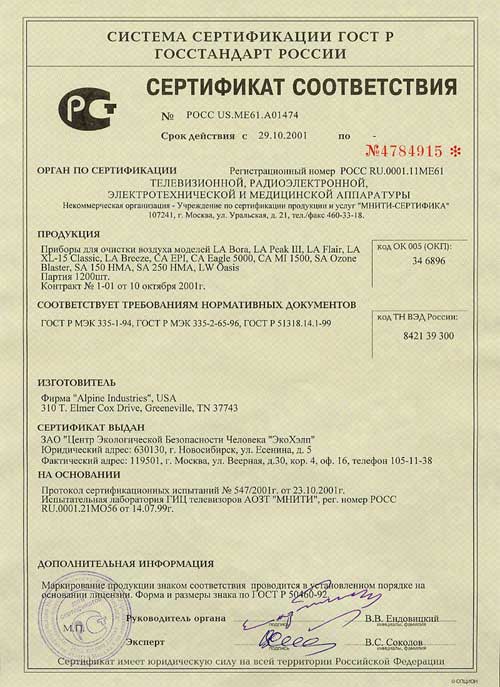 СИСТЕМА СЕРТИФИКАЦИИ ГОСТ Р
ГОССТАНДАРТ РОССИИ
СЕРТИФИКАТ СООТВЕТСТВИЯ
№ РОСС US.ME61.A01474
Срок действия с 29.10.2001 по -
№4784915 *
ОРГАН ПО СЕРТИФИКАЦИИ Регистрационный номер РОСС RU.0001.11МЕ61
ТЕЛЕВИЗИОННОЙ, РАДИОЭЛЕКТРОННОЙ,
ЭЛЕКТРОТЕХНИЧЕСКОЙ И МЕДИЦИНСКОЙ АППАРАТУРЫ
Некоммерческая организация - Учреждение по сертификации продукции и услуг "МНИТИ-СЕРТИФИКА"
107241, г. Москва, ул. Уральская, д. 21, тел./факс 460-33-18.
ПРОДУКЦИЯ
Приборы для очистки воздуха моделей LA Bora, LA Peak III, LA Flair, LA
XL-15 Classic, LA Breeze, CA EPI, CA Eagle 5000, CA MI 1500, SA Ozone
Blaster, SA 150 HMA, SA 250 HMA, LW Oasis
Партия 1200шт.
Контракт № 1-01 от 10 октября 2001г.
код ОК 005 (ОКП):
34 6896
СООТВЕТСТВУЕТ ТРЕБОВАНИЯМ НОРМАТИВНЫХ ДОКУМЕНТОВ
ГОСТ Р МЭК 335-1-94, ГОСТ Р МЭК 335-2-65-96, ГОСТ Р 51318.14.1-99
код ТН ВЭД России:
8421 39 300
ИЗГОТОВИТЕЛЬ
Фирма "Alpine Industries", USA
310 T. Elmer Cox Drive, Greeneville, TN 37743
СЕРТИФИКАТ ВЫДАН
ЗАО "Центр Экологической Безопасности Человека "ЭкоХэлп"
Юридический адрес: 630130, г. Новосибирск, ул. Есенина, д. 5
Фактический адрес: 119501, г. Москва, ул. Веерная, д.30, кор. 4, оф. 16, телефон 105-11-38
НА ОСНОВАНИИ
Протокол сертификационных испытаний № 547/2001г. от 23.10.2001г.
Испытательная лаборатория ГИЦ телевизоров АОЗТ "МНИТИ", рег. номер РОСС
RU.0001.21МО56 от 14.07.99г.
ДОПОЛНИТЕЛЬНАЯ ИНФОРМАЦИЯ
Маркирование продукции знаком соответствия проводится в установленном порядке на
основании лицензии. Форма и размеры знака по ГОСТ Р 50460-92.
Руководитель органа В.В. Ендовицкий
подпись инициалы, фамилия
М.П.
Эксперт В.С. Соколов
подпись инициалы, фамилия
Сертификат имеет юридическую силу на всей территории Российской Федерации
© ОПЦИОН